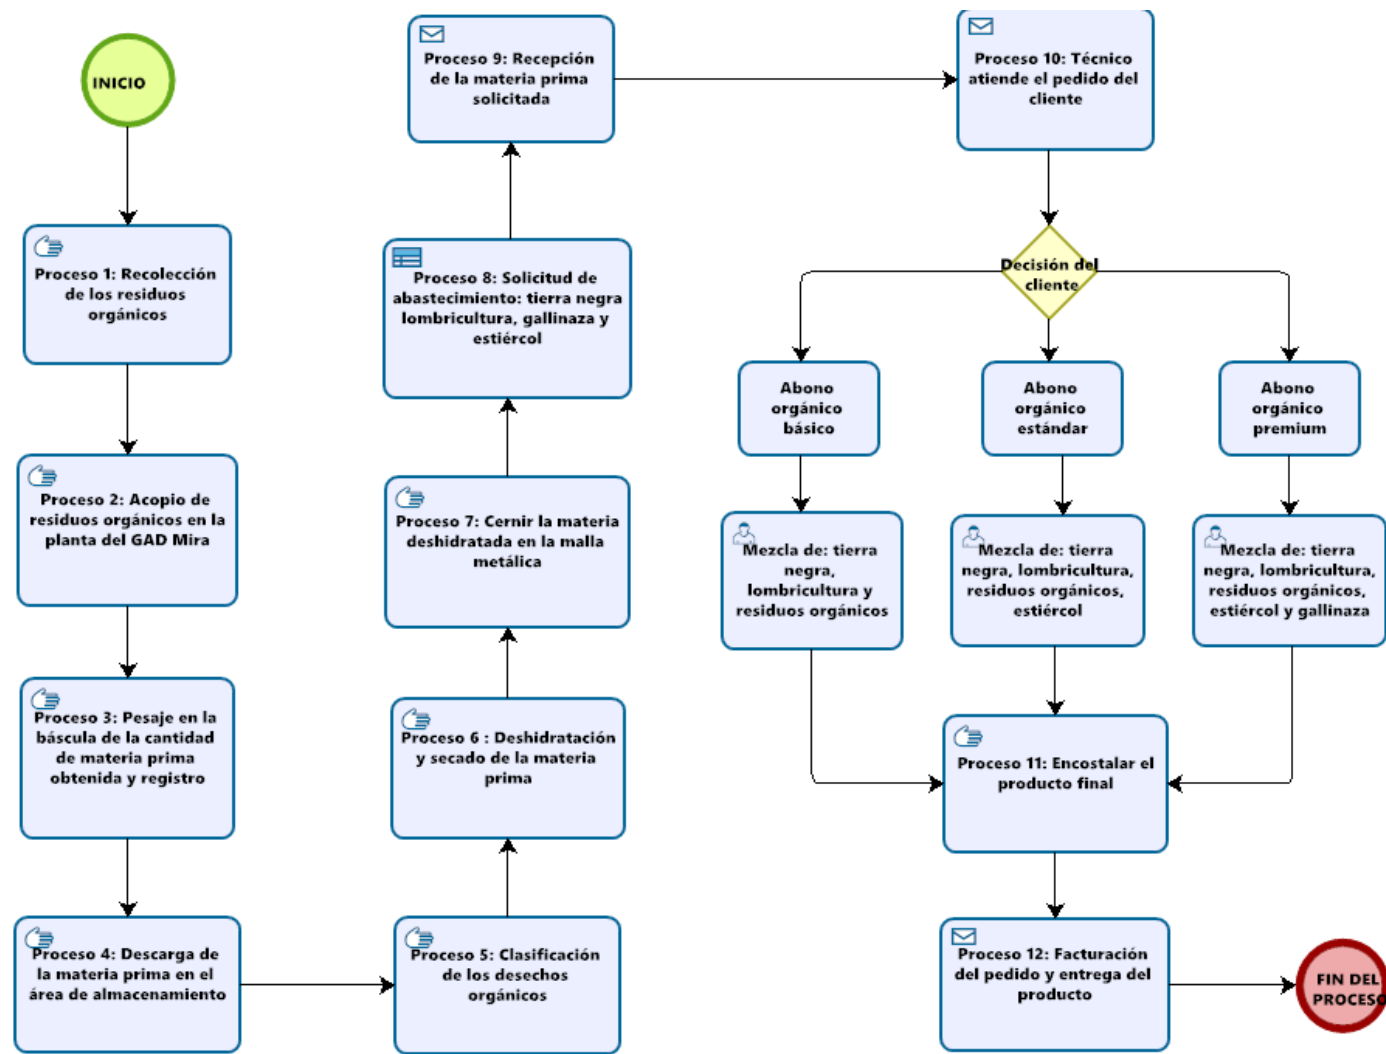 INICIO
Proceso 1: Recolección
de los residuos
orgánicos
Proceso 2: Acopio de
residuos orgánicos en la
planta del GAD Mira
Proceso 3: Pesaje en la
báscula de la cantidad
de materia prima
obtenida y registro
Proceso 4: Descarga de
la materia prima en el
área de almacenamiento
Proceso 5: Clasificación
de los desechos
orgánicos
Proceso 6 : Deshidratación
y secado de la materia
prima
Proceso 7: Cernir la materia
deshidratada en la malla
metálica
Proceso 8: Solicitud de
abastecimiento: tierra negra
lombricultura, gallinaza y
estiércol
Proceso 9: Recepción
de la materia prima
solicitada
Proceso 10: Técnico
atiende el pedido del
cliente
Decisión del
cliente
Abono
orgánico
básico
Abono
orgánico
estándar
Abono
orgánico
premium
Mezcla de: tierra
negra,
lombricultura y
residuos orgánicos
Mezcla de: tierra
negra, lombricultura,
residuos orgánicos,
estiércol
Mezcla de: tierra
negra, lombricultura,
residuos orgánicos,
estiércol y gallinaza
Proceso 11: Encostalar el
producto final
Proceso 12: Facturación
del pedido y entrega del
producto
FIN DEL
PROCESO